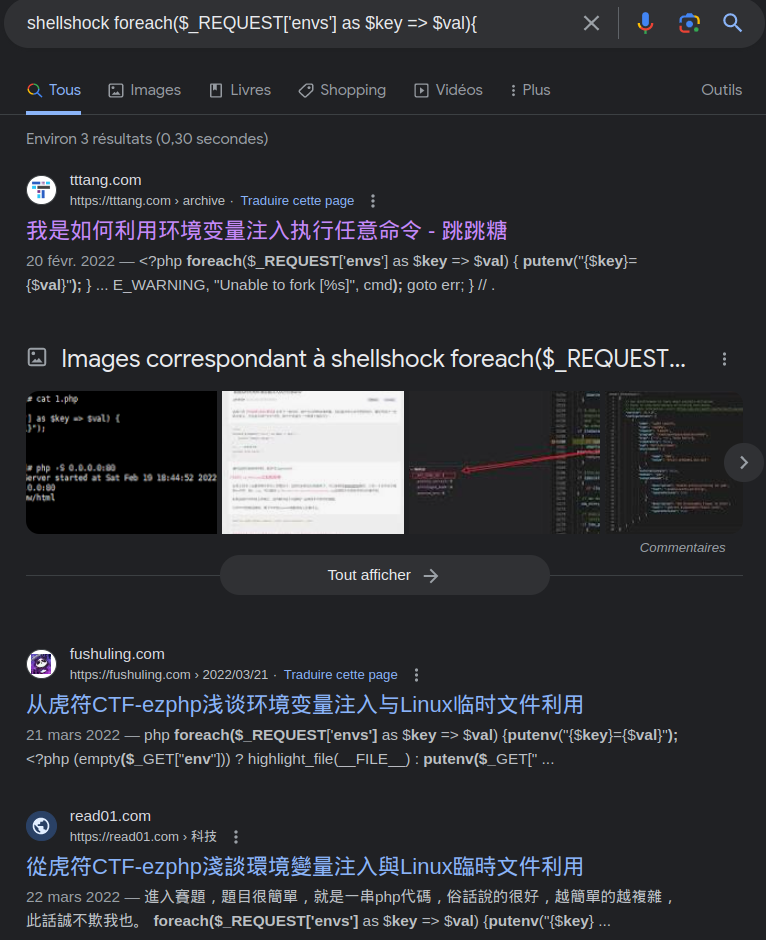 shellshock foreach($_REQUEST['envs'] as $key => $val){
Tous Images Livres Shopping Vidéos Plus Outils
Environ 3 résultats (0,30 secondes)
tttang.com
https://tttang.com › archive · Traduire cette page
我是如何利用环境变量注入执行任意命令 - 跳跳糖
20 févr. 2022 — <?php foreach($_REQUEST['envs'] as $key => $val) { putenv("{$key}=
{$val}"); } ... E_WARNING, "Unable to fork [%s]", cmd); goto err; } // .
Images correspondant à shellshock foreach($_REQUEST...
# cat 1.php
] as $key => $val) {
}");
# php -S 0.0.0.0:80
erver started at Sat Feb 19 18:44:52 2022
0.0.0:80
w/html
Commentaires
Tout afficher
fushuling.com
https://fushuling.com › 2022/03/21 · Traduire cette page
从虎符CTF-ezphp浅谈环境变量注入与Linux临时文件利用
21 mars 2022 — php foreach($_REQUEST['envs'] as $key => $val) {putenv("{$key}={$val}");
<?php (empty($_GET["env"])) ? highlight_file(__FILE__) : putenv($_GET[" ...
read01.com
https://read01.com › 科技
從虎符CTF-ezphp淺談環境變量注入與Linux臨時文件利用
22 mars 2022 — 進入賽題，題目很簡單，就是一串php代碼，俗話說的很好，越簡單的越複雜，
此話誠不欺我也。 foreach($_REQUEST['envs'] as $key => $val) {putenv("{$key} ...